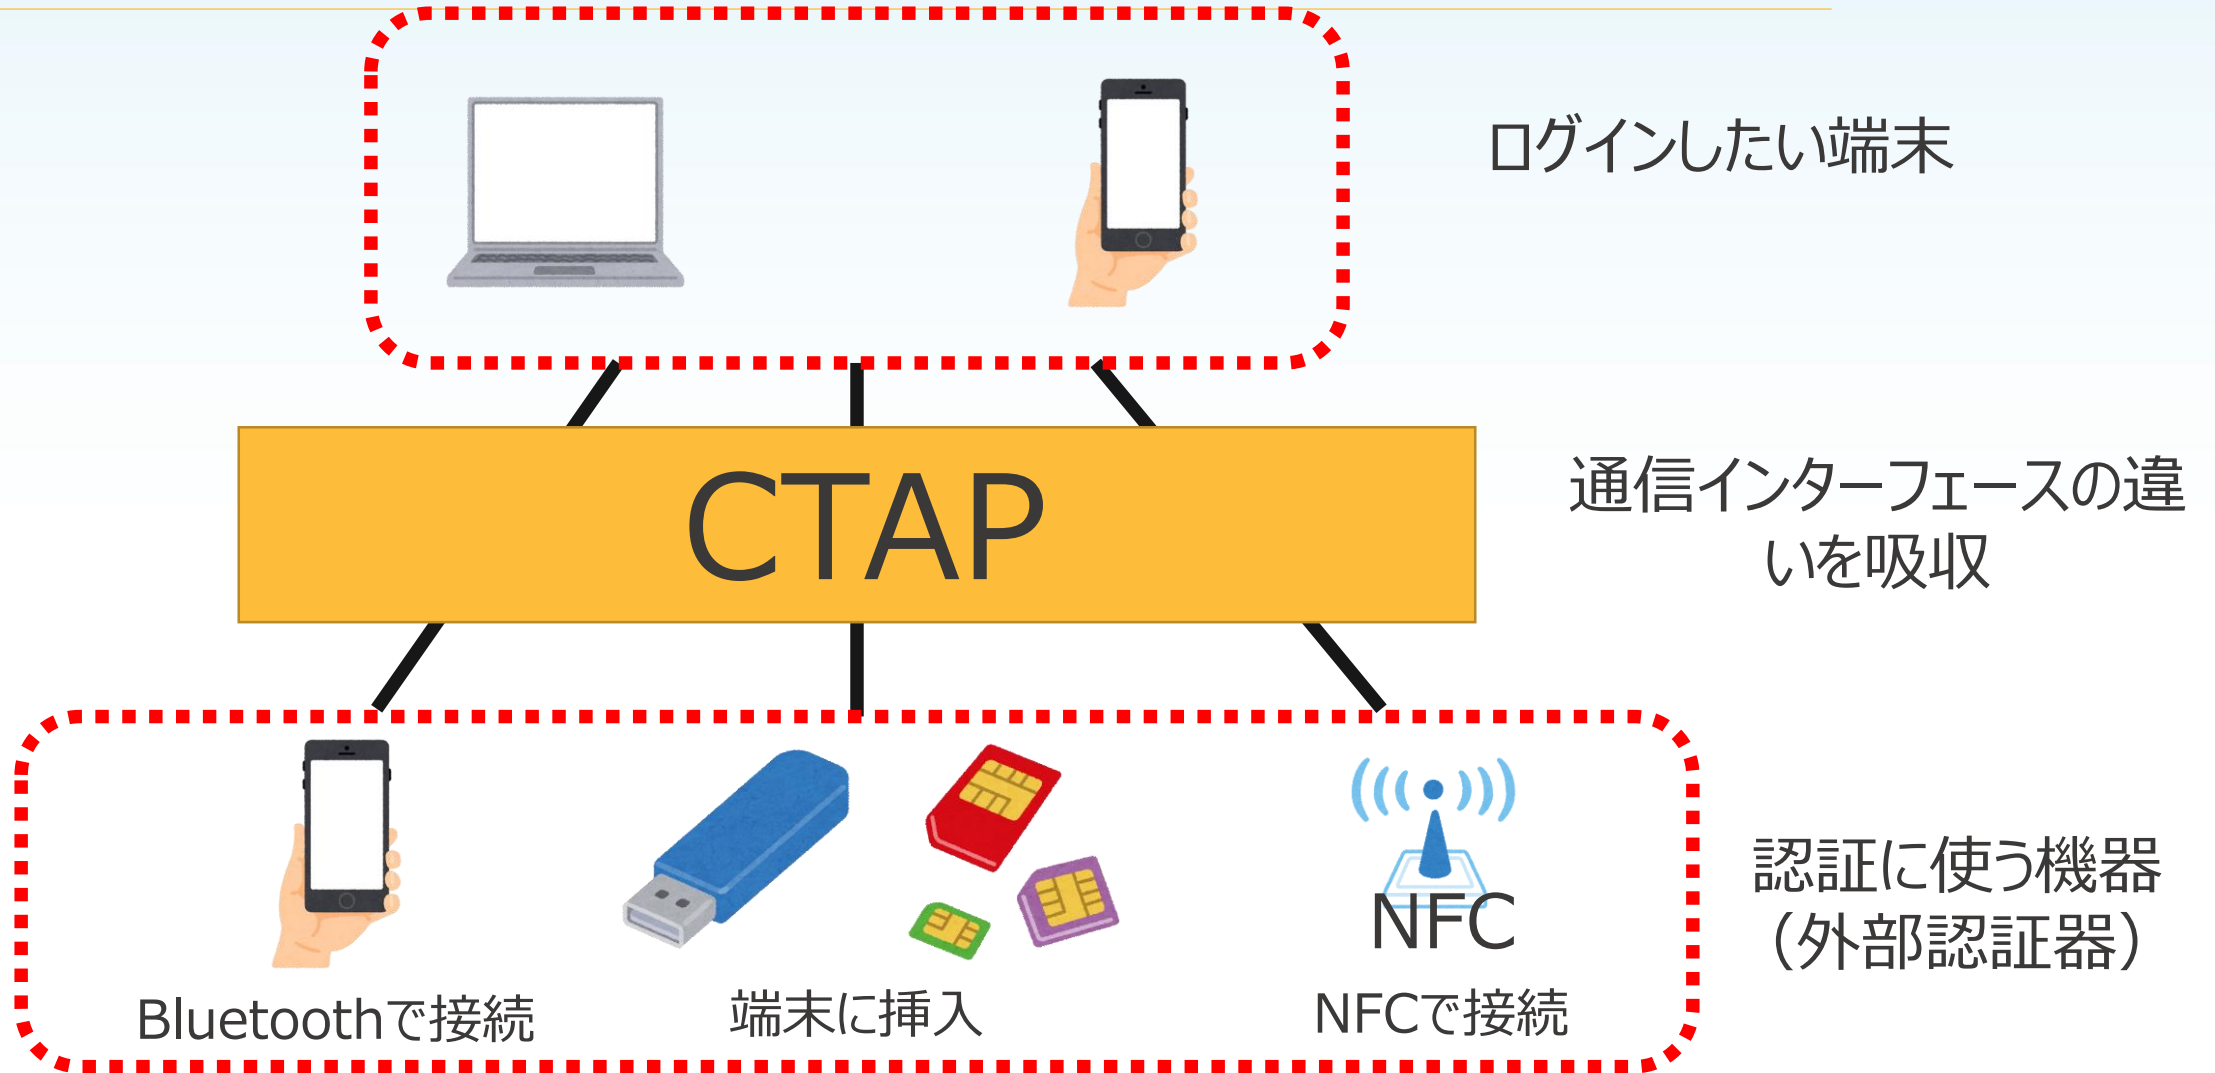 ログインしたい端末
CTAP
通信インターフェースの違
いを吸収
NFC
認証に使う機器
（外部認証器）
Bluetoothで接続
端末に挿入
NFCで接続